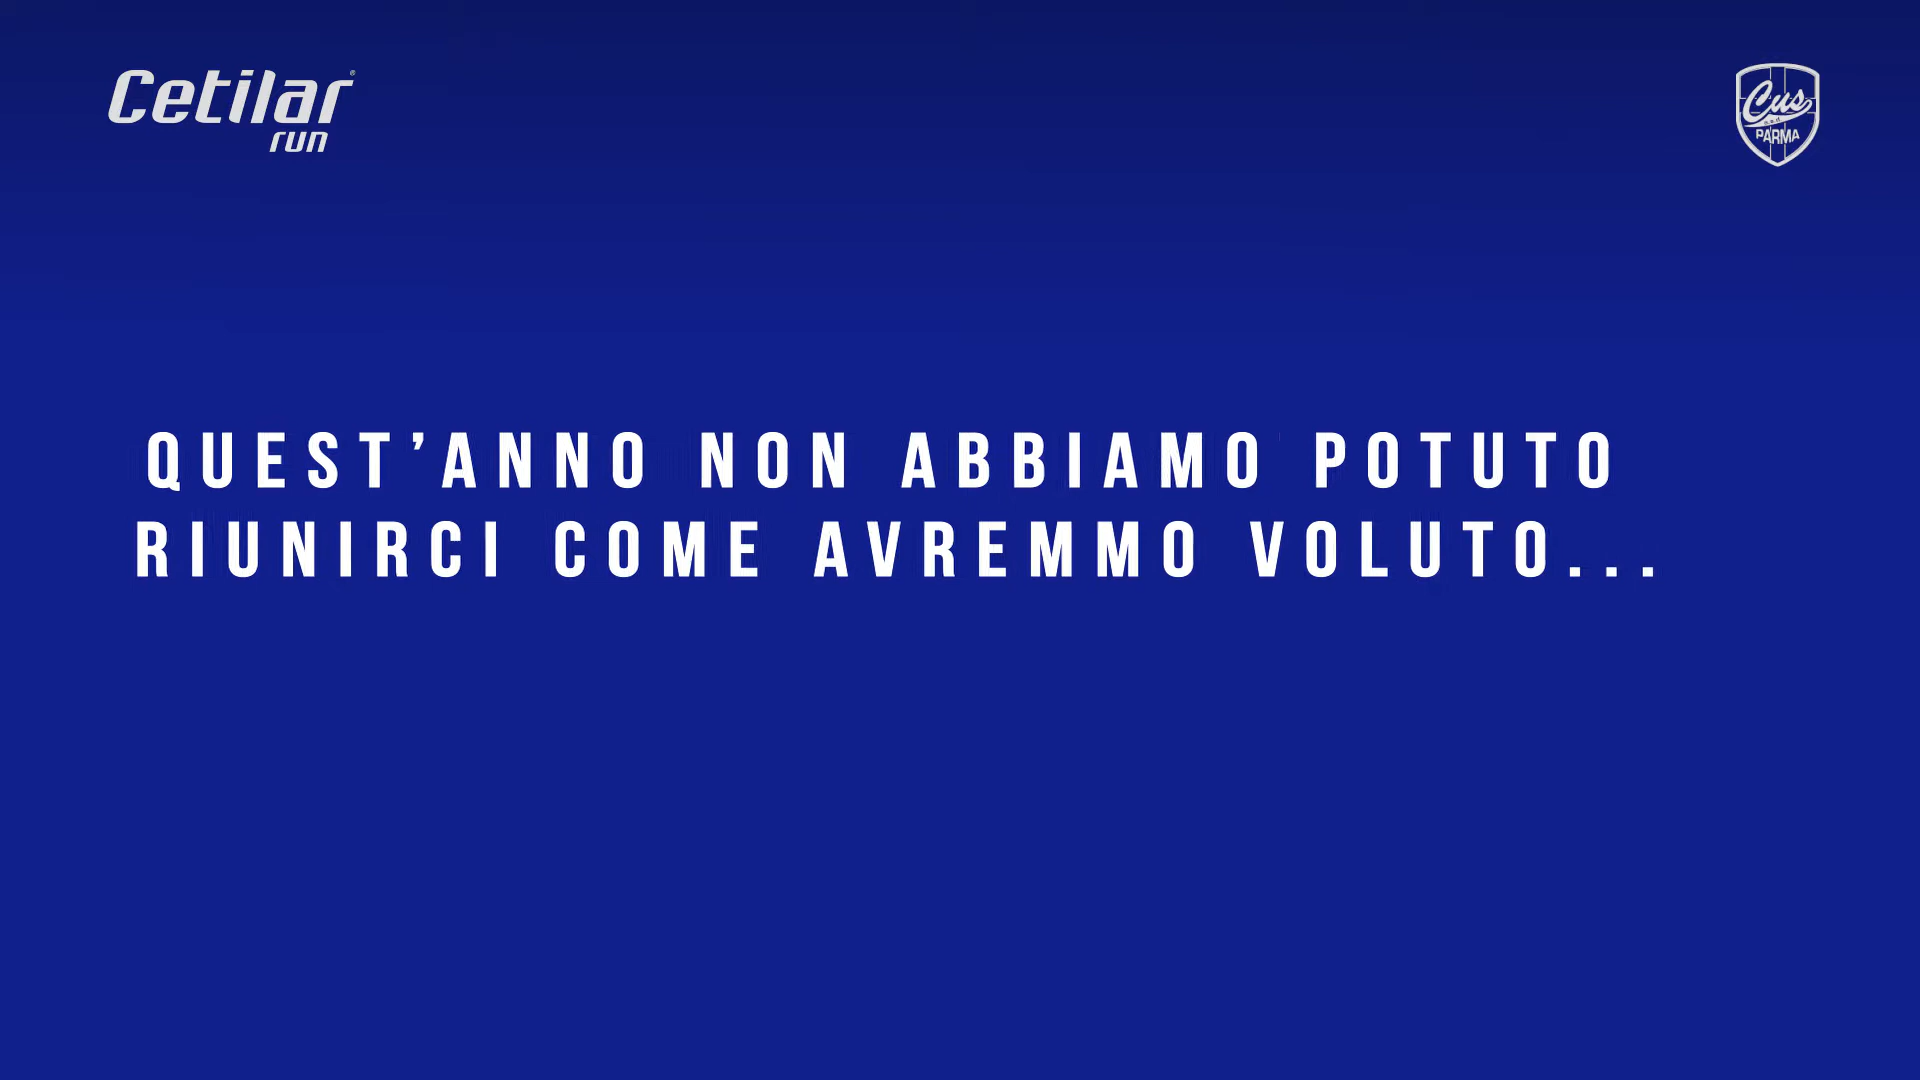 Cetilar
run
Cus
PARMA
QUEST’ANNO NON ABBIAMO POTUTO
RIUNIRCI COME AVREMMO VOLUTO...